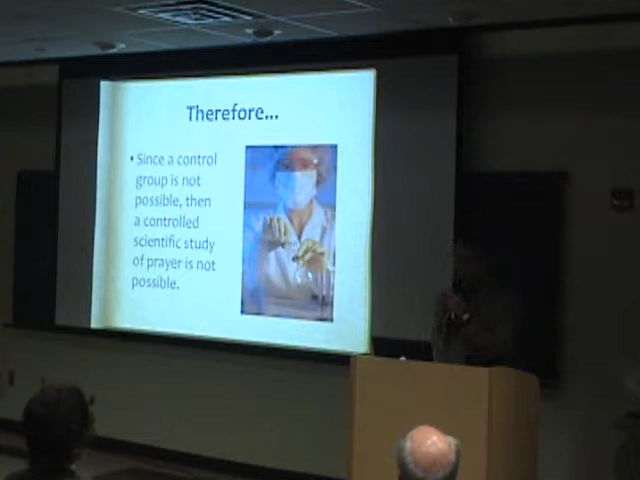 Therefore...
• Since a control
group is not
possible, then
a controlled
scientific study
of prayer is not
possible.